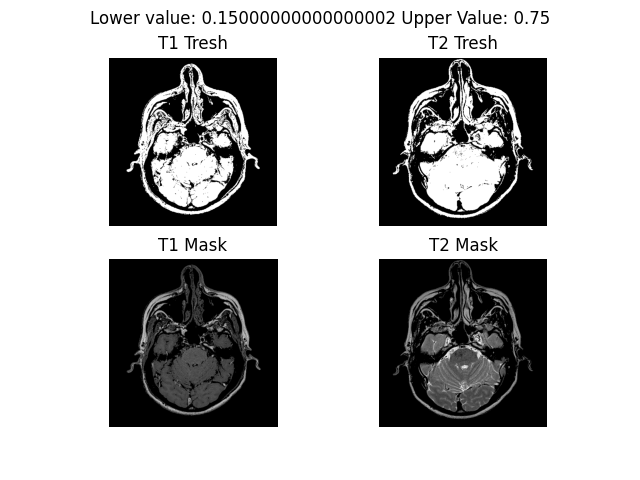 Lower value: 0.15000000000000002 Upper Value: 0.75
T1 Tresh
T2 Tresh
T1 Mask
T2 Mask